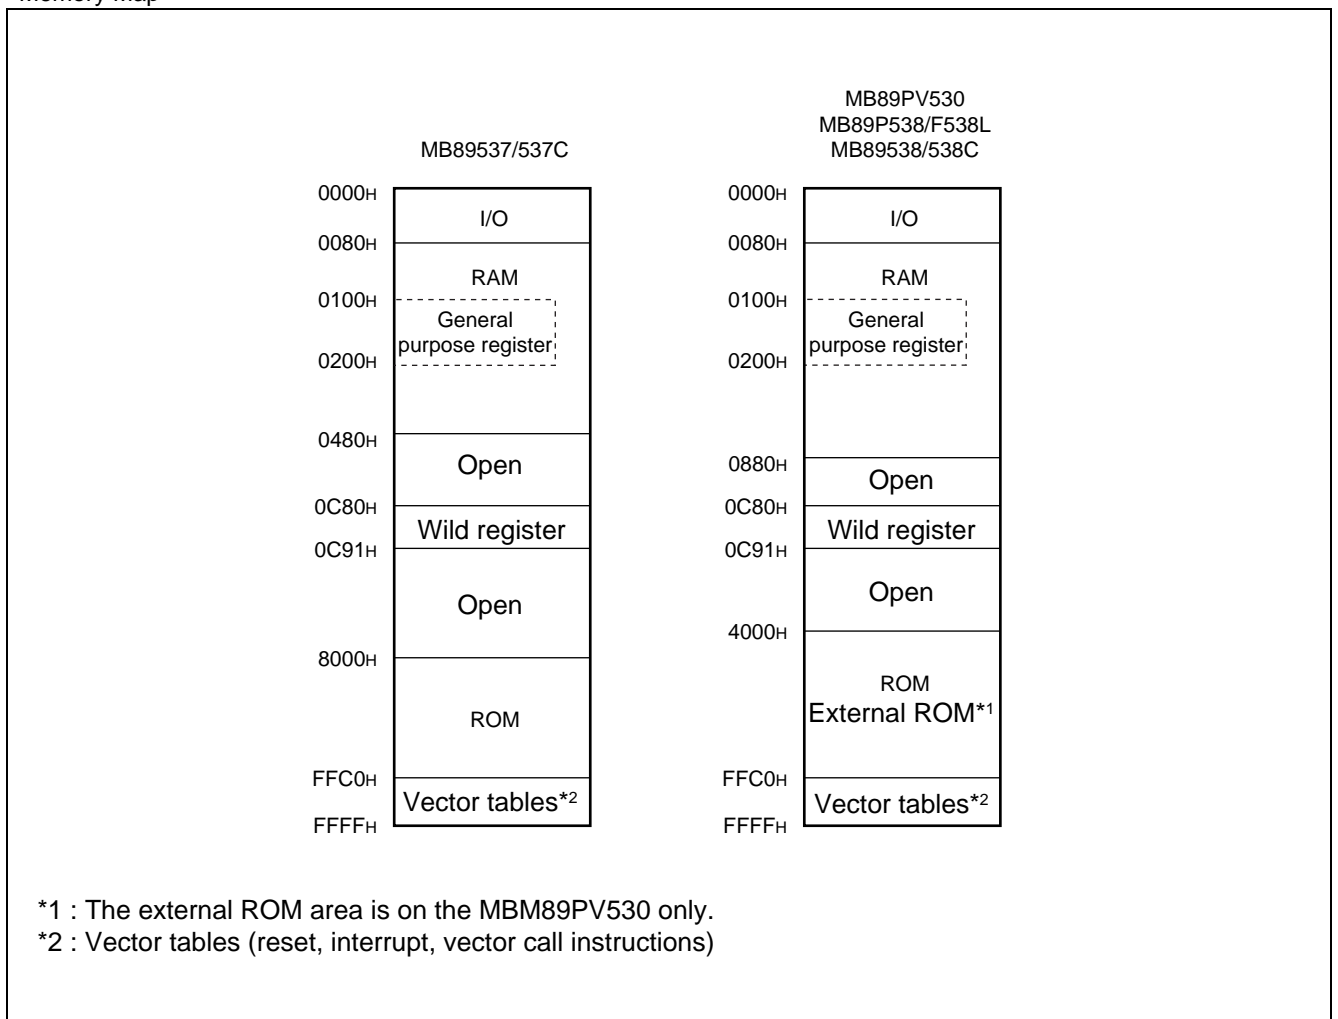 Memory Map
MB89537/537C
0000H
I/O
0080H
RAM
0100H
General
purpose register
0200H
0480H
Open
0C80H
Wild register
0C91H
Open
8000H
ROM
FFC0H
Vector tables*2
FFFFH
MB89PV530
MB89P538/F538L
MB89538/538C
0000H
I/O
0080H
RAM
0100H
General
purpose register
0200H
0880H
Open
0C80H
Wild register
0C91H
Open
4000H
ROM
External ROM*1
FFC0H
Vector tables*2
FFFFH
*1 : The external ROM area is on the MBM89PV530 only.
*2 : Vector tables (reset, interrupt, vector call instructions)